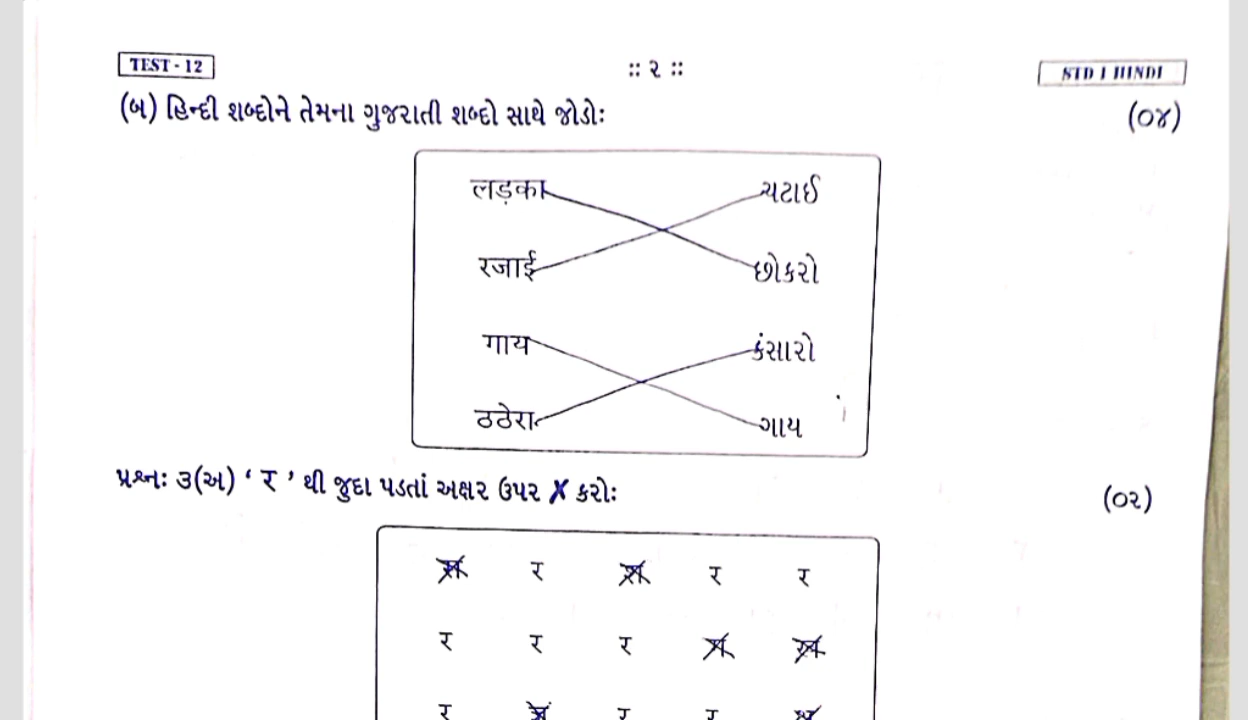 TEST - 12 :: ૨ :: STD 1 HINDI
(બ) હિન્દી શબ્દોને તેમના ગુજરાતી શબ્દો સાથે જોડોઃ (૦૪)
लड़का ચટાઈ
रजाई છોકરો
गाय કંસારો
ठठेरा ગાય
પ્રશ્નઃ ૩(અ) ‘ र ’ થી જુદા પડતાં અક્ષર ઉપર X કરોઃ (૦૨)
र र र
र र र
र र र